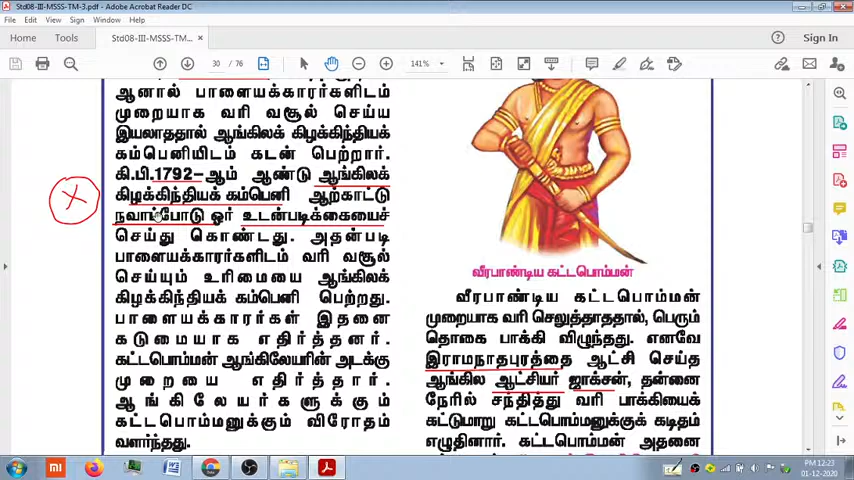 Std08-III-MSSS-TM-3.pdf - Adobe Acrobat Reader DC
File Edit View Sign Window Help
Home Tools Std08-III-MSSS-TM-... × Sign In
30 / 76 141%
ஆனால் பாளையக்காரர்களிடம்
முறையாக வரி வசூல் செய்ய
இயலாததால் ஆங்கிலக் கிழக்கிந்தியக்
கம்பெனியிடம் கடன் பெற்றார்.
கி.பி.1792-ஆம் ஆண்டு ஆங்கிலக்
கிழக்கிந்தியக் கம்பெனி ஆற்காட்டு
நவாப்போடு ஓர் உடன்படிக்கையைச்
செய்து கொண்டது. அதன்படி
பாளையக்காரர்களிடம் வரி வசூல்
செய்யும் உரிமையை ஆங்கிலக்
கிழக்கிந்தியக் கம்பெனி பெற்றது.
பாளையக்காரர்கள் இதனை
கடுமையாக எதிர்த்தனர்.
கட்டபொம்மன் ஆங்கிலேயரின் அடக்கு
முறையை எதிர்த்தார்.
ஆங்கிலேயர்களுக்கும்
கட்டபொம்மனுக்கும் விரோதம்
வளர்ந்தது.
வீரபாண்டிய கட்டபொம்மன்
வீரபாண்டிய கட்டபொம்மன்
முறையாக வரி செலுத்தாததால், பெரும்
தொகை பாக்கி விழுந்தது. எனவே
இராமநாதபுரத்தை ஆட்சி செய்த
ஆங்கில ஆட்சியர் ஜாக்சன், தன்னை
நேரில் சந்தித்து வரி பாக்கியைக்
கட்டுமாறு கட்டபொம்மனுக்குக் கடிதம்
எழுதினார். கட்டபொம்மன் அதனை
PM 12:23
01-12-2020